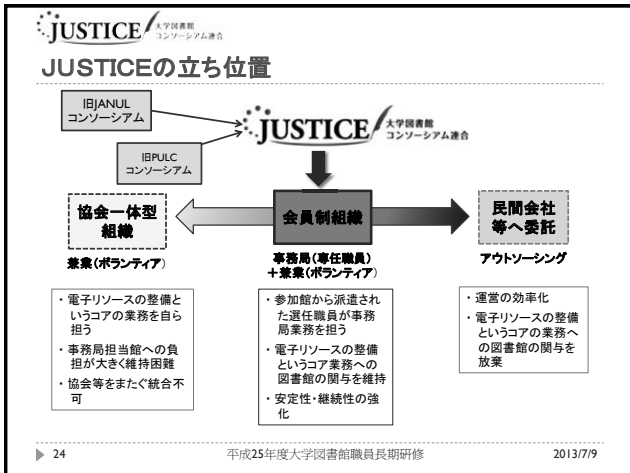 JUSTICE 大学図書館
コンソーシアム連合
JUSTICEの立ち位置
旧JANUL
コンソーシアム
JUSTICE 大学図書館
コンソーシアム連合
旧PULC
コンソーシアム
協会一体型
組織
会員制組織
民間会社
等へ委託
兼業(ボランティア)
事務局(専任職員)
+兼業(ボランティア)
アウトソーシング
・電子リソースの整備と
いうコアの業務を自ら
担う
・事務局担当館への負
担が大きく維持困難
・協会等をまたぐ統合不
可
・参加館から派遣され
た選任職員が事務
局業務を担う
・電子リソースの整備
というコア業務への
図書館の関与を維持
・安定性・継続性の強
化
・運営の効率化
・電子リソースの整備
というコアの業務へ
の図書館の関与を
放棄
24
平成25年度大学図書館職員長期研修
2013/7/9